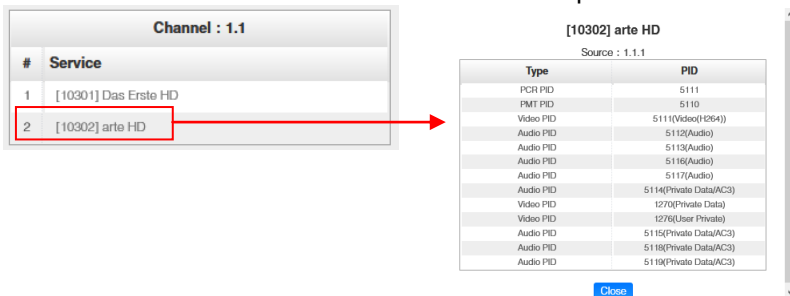 Channel : 1.1
# Service
1 [10301] Das Erste HD
2 [10302] arte HD
[10302] arte HD
Source : 1.1.1
Type PID
PCR PID 5111
PMT PID 5110
Video PID 5111(Video(H264))
Audio PID 5112(Audio)
Audio PID 5113(Audio)
Audio PID 5116(Audio)
Audio PID 5117(Audio)
Audio PID 5114(Private Data/AC3)
Video PID 1270(Private Data)
Video PID 1276(User Private)
Audio PID 5115(Private Data/AC3)
Audio PID 5118(Private Data/AC3)
Audio PID 5119(Private Data/AC3)
Close